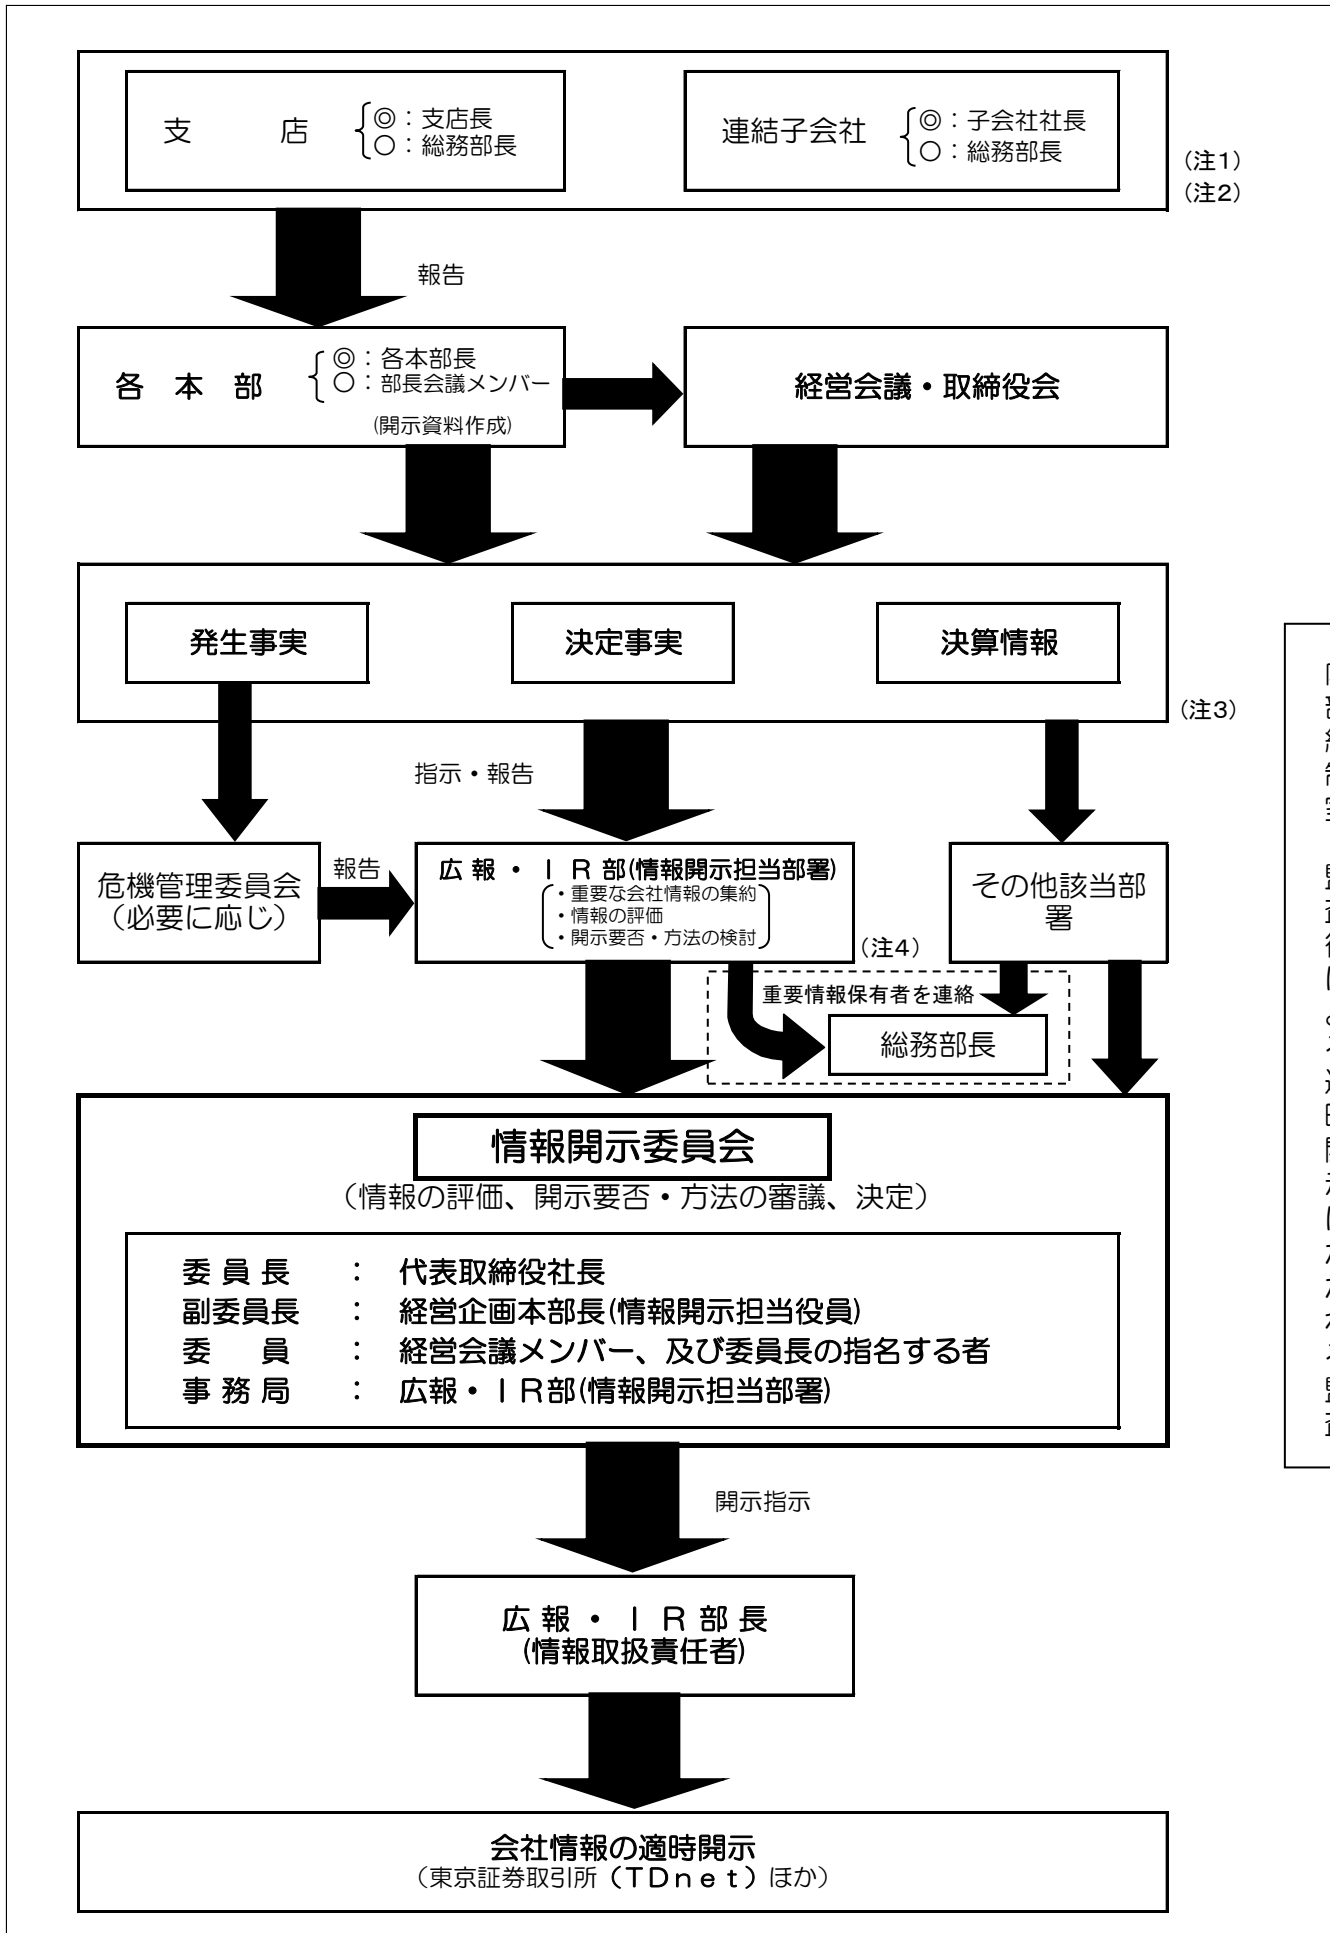 支 店
◎：支店長
○：総務部長
連結子会社
◎：子会社社長
○：総務部長
(注1)
(注2)
報告
各 本 部
◎：各本部長
○：部長会議メンバー
(開示資料作成)
経営会議・取締役会
発生事実
決定事実
決算情報
(注3)
指示・報告
危機管理委員会
（必要に応じ）
報告
広 報 ・ Ｉ Ｒ 部(情報開示担当部署)
・重要な会社情報の集約
・情報の評価
・開示要否・方法の検討
(注4)
その他該当部
署
重要情報保有者を連絡
総務部長
情報開示委員会
（情報の評価、開示要否・方法の審議、決定）
委 員 長 ： 代表取締役社長
副委員長 ： 経営企画本部長(情報開示担当役員)
委 員 ： 経営会議メンバー、及び委員長の指名する者
事 務 局 ： 広報・ＩＲ部(情報開示担当部署)
開示指示
広 報 ・ Ｉ Ｒ 部 長
(情報取扱責任者)
会社情報の適時開示
（東京証券取引所（ＴＤｎｅｔ）ほか）